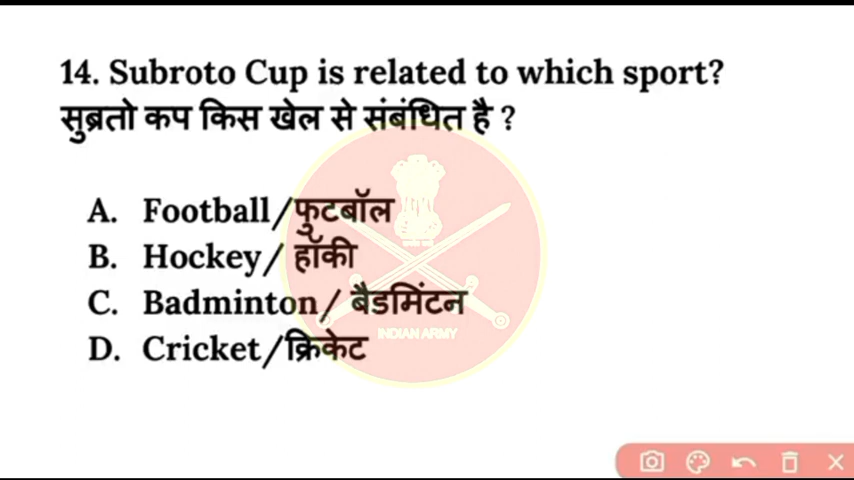 14. Subroto Cup is related to which sport?
सुब्रतो कप किस खेल से संबंधित है ?
A. Football/फुटबॉल
B. Hockey/ हॉकी
C. Badminton/ बैडमिंटन
D. Cricket/क्रिकेट
INDIAN ARMY